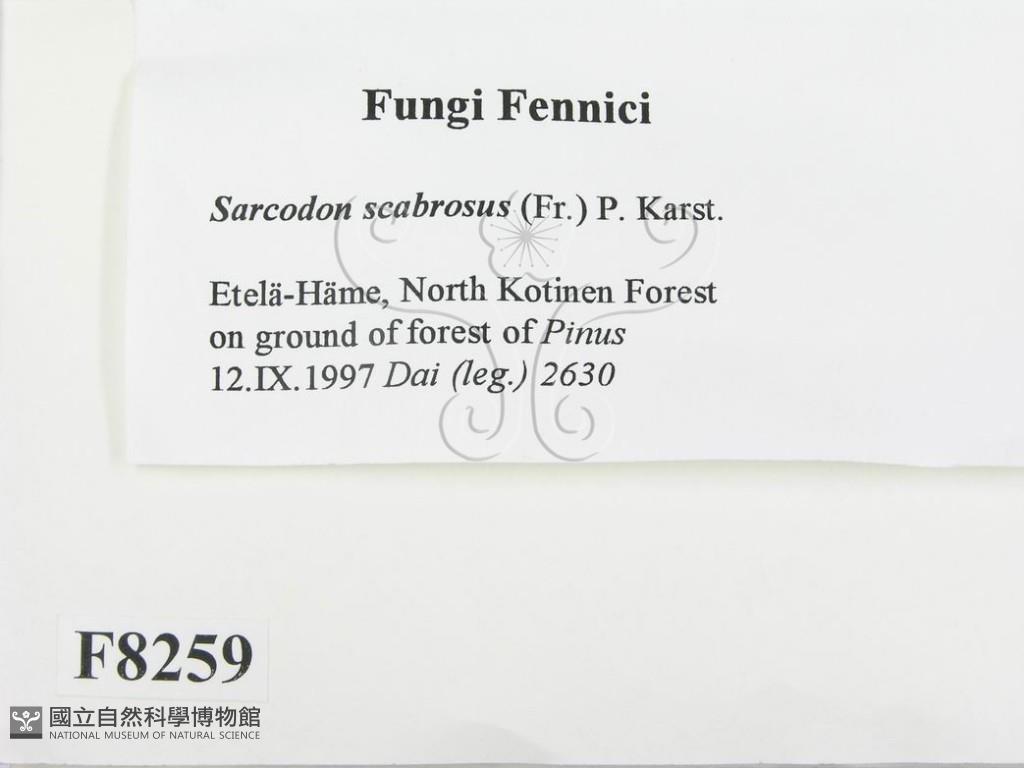 Fungi Fennici
Sarcodon scabrosus (Fr.) P. Karst.
Etelä-Häme, North Kotinen Forest
on ground of forest of Pinus
12.IX.1997 Dai (leg.) 2630
F8259
國立自然科學博物館
NATIONAL MUSEUM OF NATURAL SCIENCE